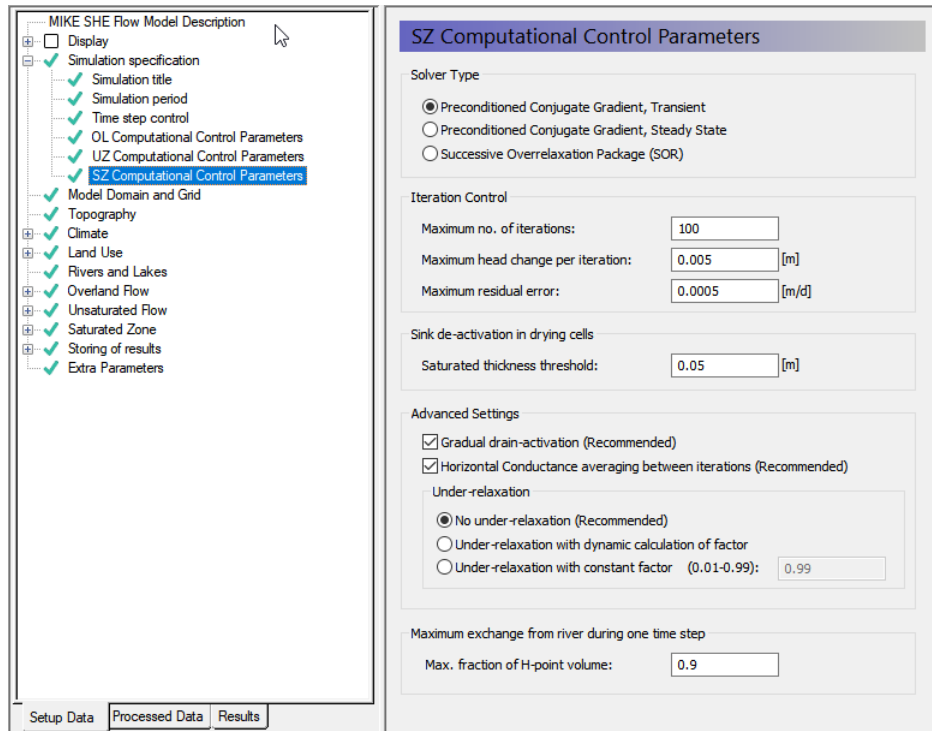 MIKE SHE Flow Model Description
Display
Simulation specification
Simulation title
Simulation period
Time step control
OL Computational Control Parameters
UZ Computational Control Parameters
SZ Computational Control Parameters
Model Domain and Grid
Topography
Climate
Land Use
Rivers and Lakes
Overland Flow
Unsaturated Flow
Saturated Zone
Storing of results
Extra Parameters
Setup Data Processed Data Results
SZ Computational Control Parameters
Solver Type
Preconditioned Conjugate Gradient, Transient
Preconditioned Conjugate Gradient, Steady State
Successive Overrelaxation Package (SOR)
Iteration Control
Maximum no. of iterations: 100
Maximum head change per iteration: 0.005 [m]
Maximum residual error: 0.0005 [m/d]
Sink de-activation in drying cells
Saturated thickness threshold: 0.05 [m]
Advanced Settings
Gradual drain-activation (Recommended)
Horizontal Conductance averaging between iterations (Recommended)
Under-relaxation
No under-relaxation (Recommended)
Under-relaxation with dynamic calculation of factor
Under-relaxation with constant factor (0.01-0.99): 0.99
Maximum exchange from river during one time step
Max. fraction of H-point volume: 0.9